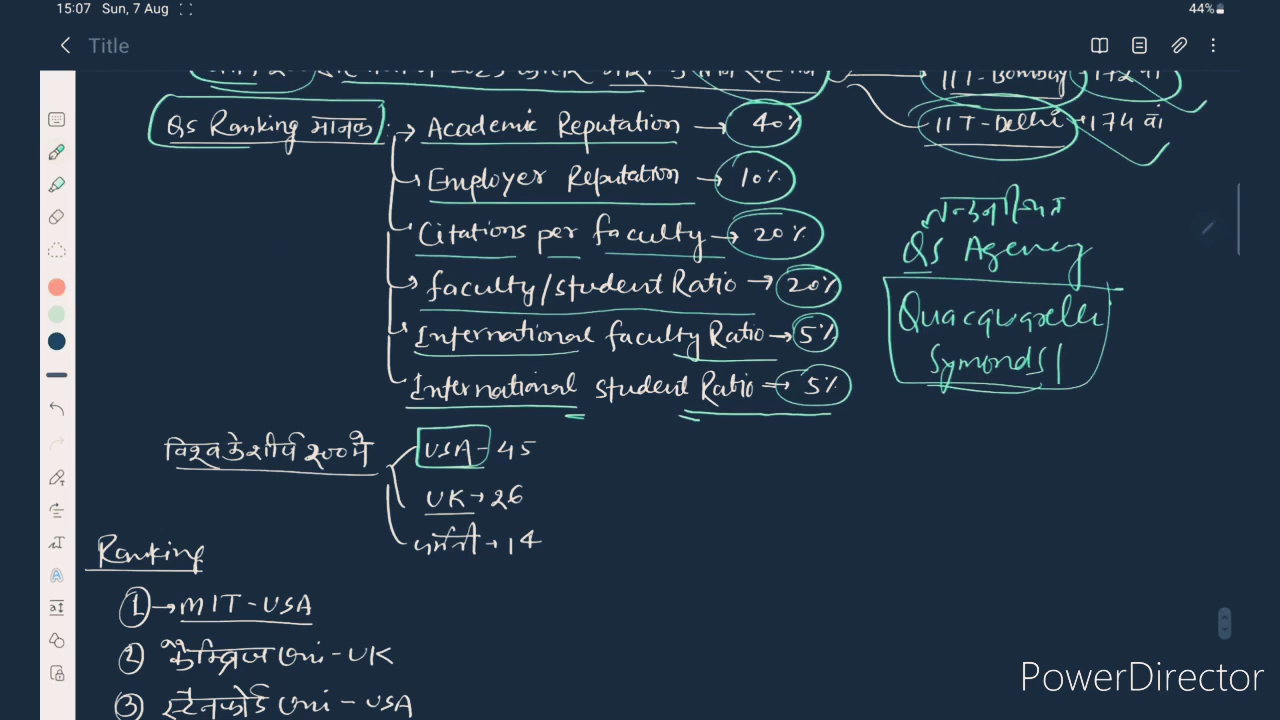 15:07 Sun, 7 Aug
44%
Title
IIT-Bombay 172 वां
QS Ranking मानक → Academic Reputation → 40%
IIT-Delhi 174 वां
Employer Reputation → 10%
Citations per faculty → 20%
faculty/student Ratio → 20%
International faculty Ratio → 5%
International student Ratio → 5%
QS Agency
Quacquarelli
Symonds
विश्व के शीर्ष 200 में
USA - 45
UK → 26
जर्मनी → 14
Ranking
① → MIT - USA
② कैम्ब्रिज Uni - UK
③ स्टैनफोर्ड Uni - USA
PowerDirector